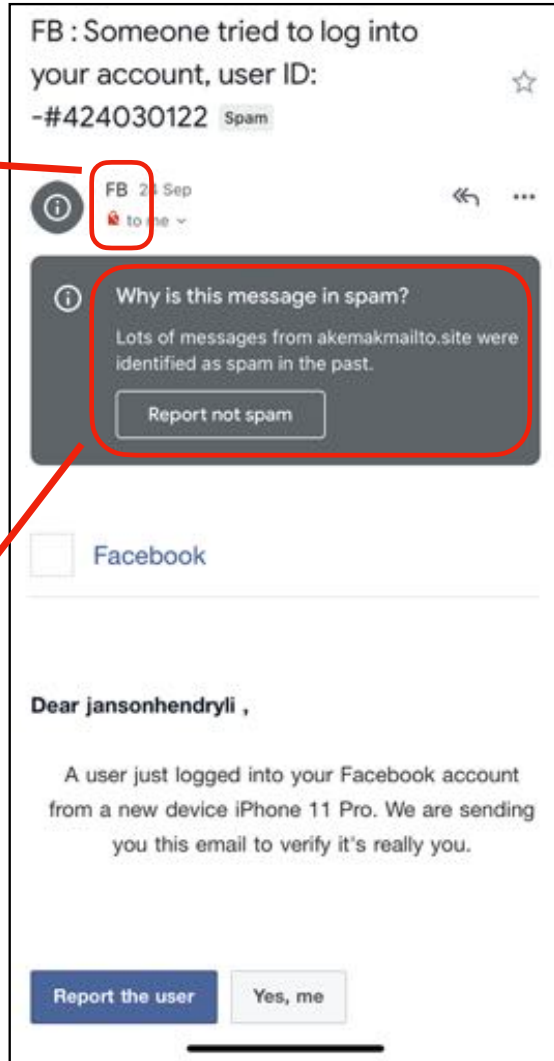 FB : Someone tried to log into
your account, user ID:
-#424030122 Spam
FB 24 Sep
to me
Why is this message in spam?
Lots of messages from akemakmailto.site were
identified as spam in the past.
Report not spam
Facebook
Dear jansonhendryli ,
A user just logged into your Facebook account
from a new device iPhone 11 Pro. We are sending
you this email to verify it's really you.
Report the user Yes, me